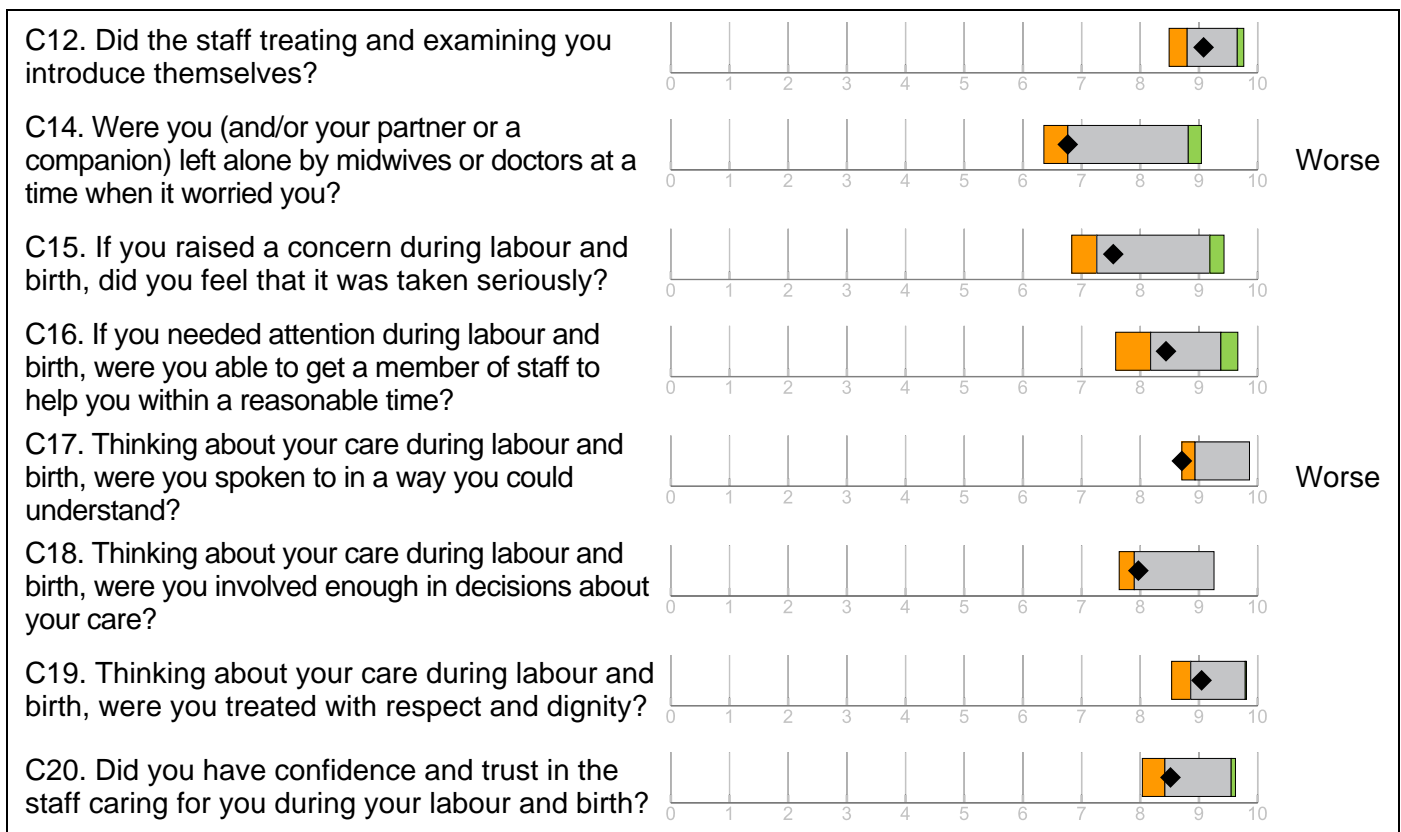 C12. Did the staff treating and examining you
introduce themselves?
0 1 2 3 4 5 6 7 8 9 10
C14. Were you (and/or your partner or a
companion) left alone by midwives or doctors at a
time when it worried you?
0 1 2 3 4 5 6 7 8 9 10
Worse
C15. If you raised a concern during labour and
birth, did you feel that it was taken seriously?
0 1 2 3 4 5 6 7 8 9 10
C16. If you needed attention during labour and
birth, were you able to get a member of staff to
help you within a reasonable time?
0 1 2 3 4 5 6 7 8 9 10
C17. Thinking about your care during labour and
birth, were you spoken to in a way you could
understand?
0 1 2 3 4 5 6 7 8 9 10
Worse
C18. Thinking about your care during labour and
birth, were you involved enough in decisions about
your care?
0 1 2 3 4 5 6 7 8 9 10
C19. Thinking about your care during labour and
birth, were you treated with respect and dignity?
0 1 2 3 4 5 6 7 8 9 10
C20. Did you have confidence and trust in the
staff caring for you during your labour and birth?
0 1 2 3 4 5 6 7 8 9 10